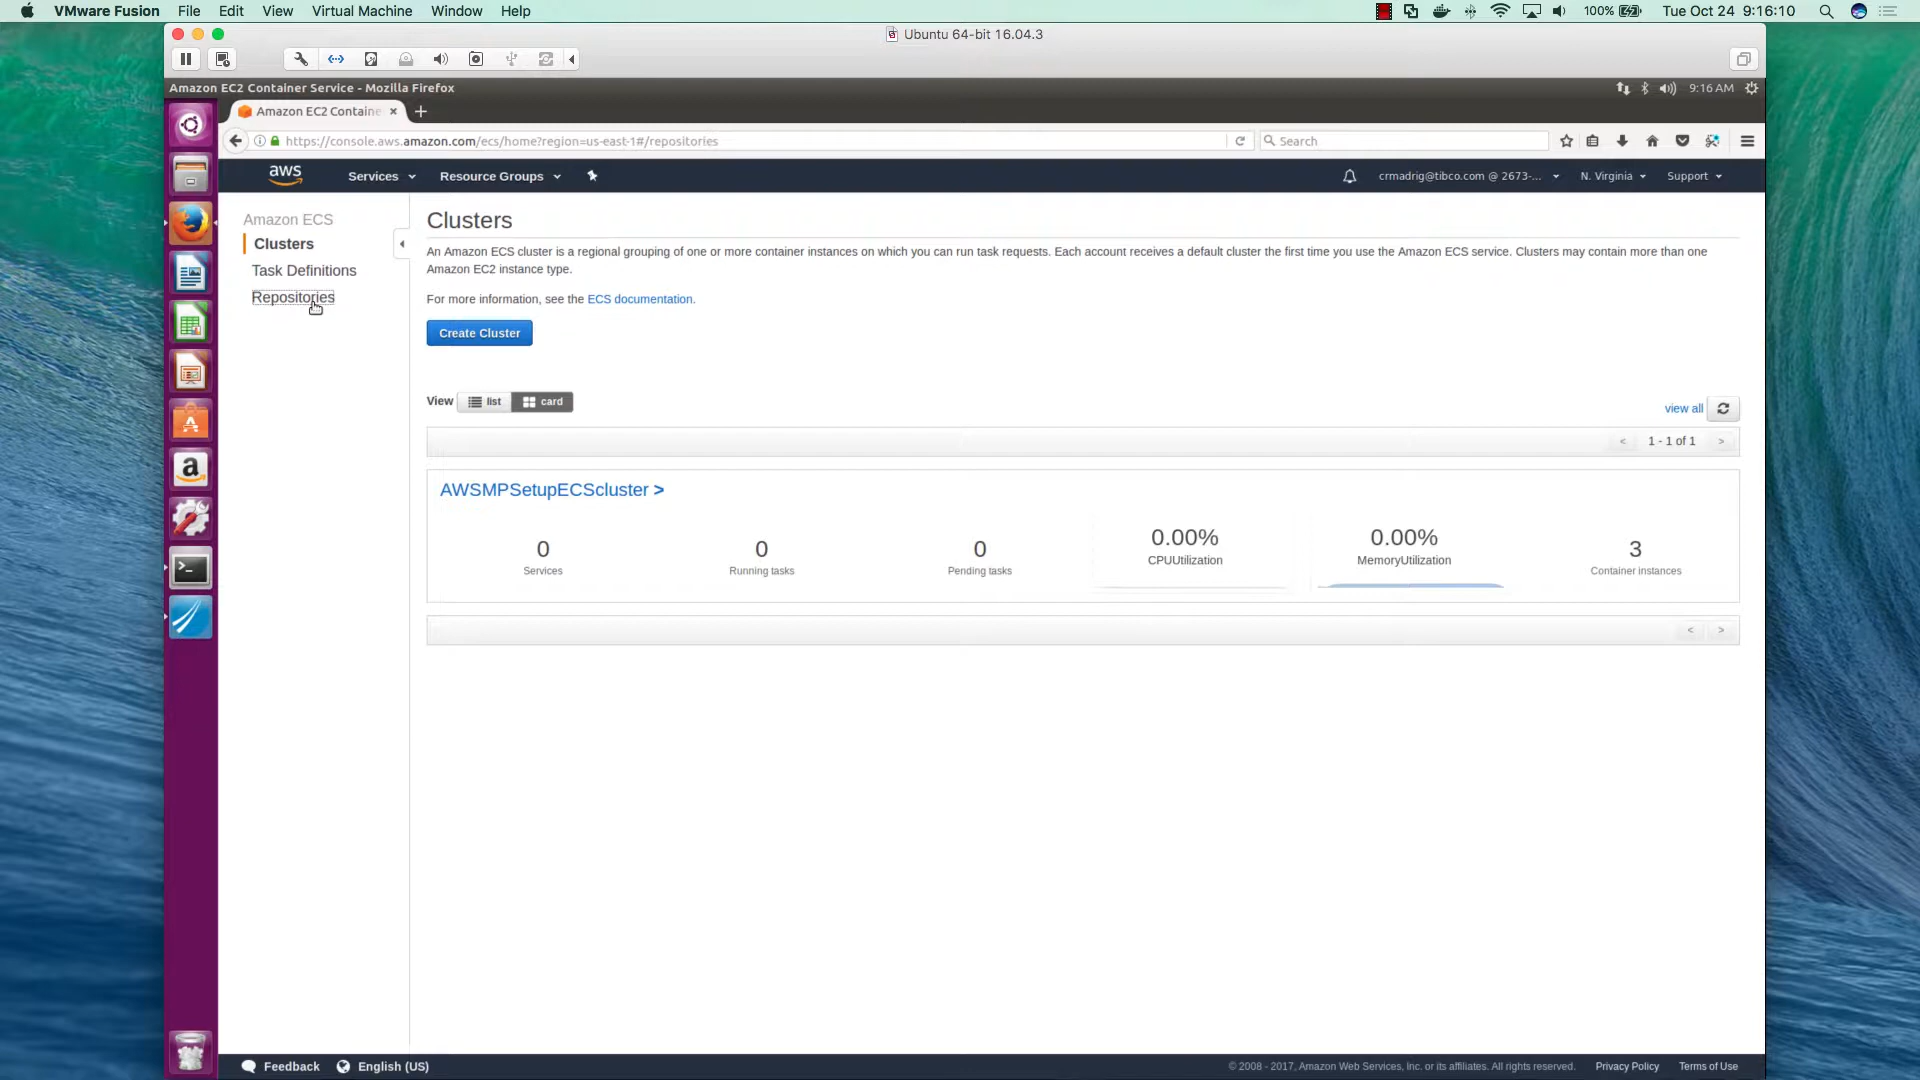 VMware Fusion File Edit View Virtual Machine Window Help 100% Tue Oct 24 9:16:10
Ubuntu 64-bit 16.04.3
Amazon EC2 Container Service - Mozilla Firefox 9:16 AM
Amazon EC2 Container
https://console.aws.amazon.com/ecs/home?region=us-east-1#/repositories Search
aws Services Resource Groups crmadrig@tibco.com @ 2673-... N. Virginia Support
Amazon ECS
Clusters
Task Definitions
Repositories
Clusters
An Amazon ECS cluster is a regional grouping of one or more container instances on which you can run task requests. Each account receives a default cluster the first time you use the Amazon ECS service. Clusters may contain more than one
Amazon EC2 instance type.
For more information, see the ECS documentation.
Create Cluster
View list card
view all
< 1 - 1 of 1 >
AWSMPSetupECScluster >
0 0 0 0.00% 0.00% 3
Services Running tasks Pending tasks CPUUtilization MemoryUtilization Container instances
< >
Feedback English (US) © 2008 - 2017, Amazon Web Services, Inc. or its affiliates. All rights reserved. Privacy Policy Terms of Use